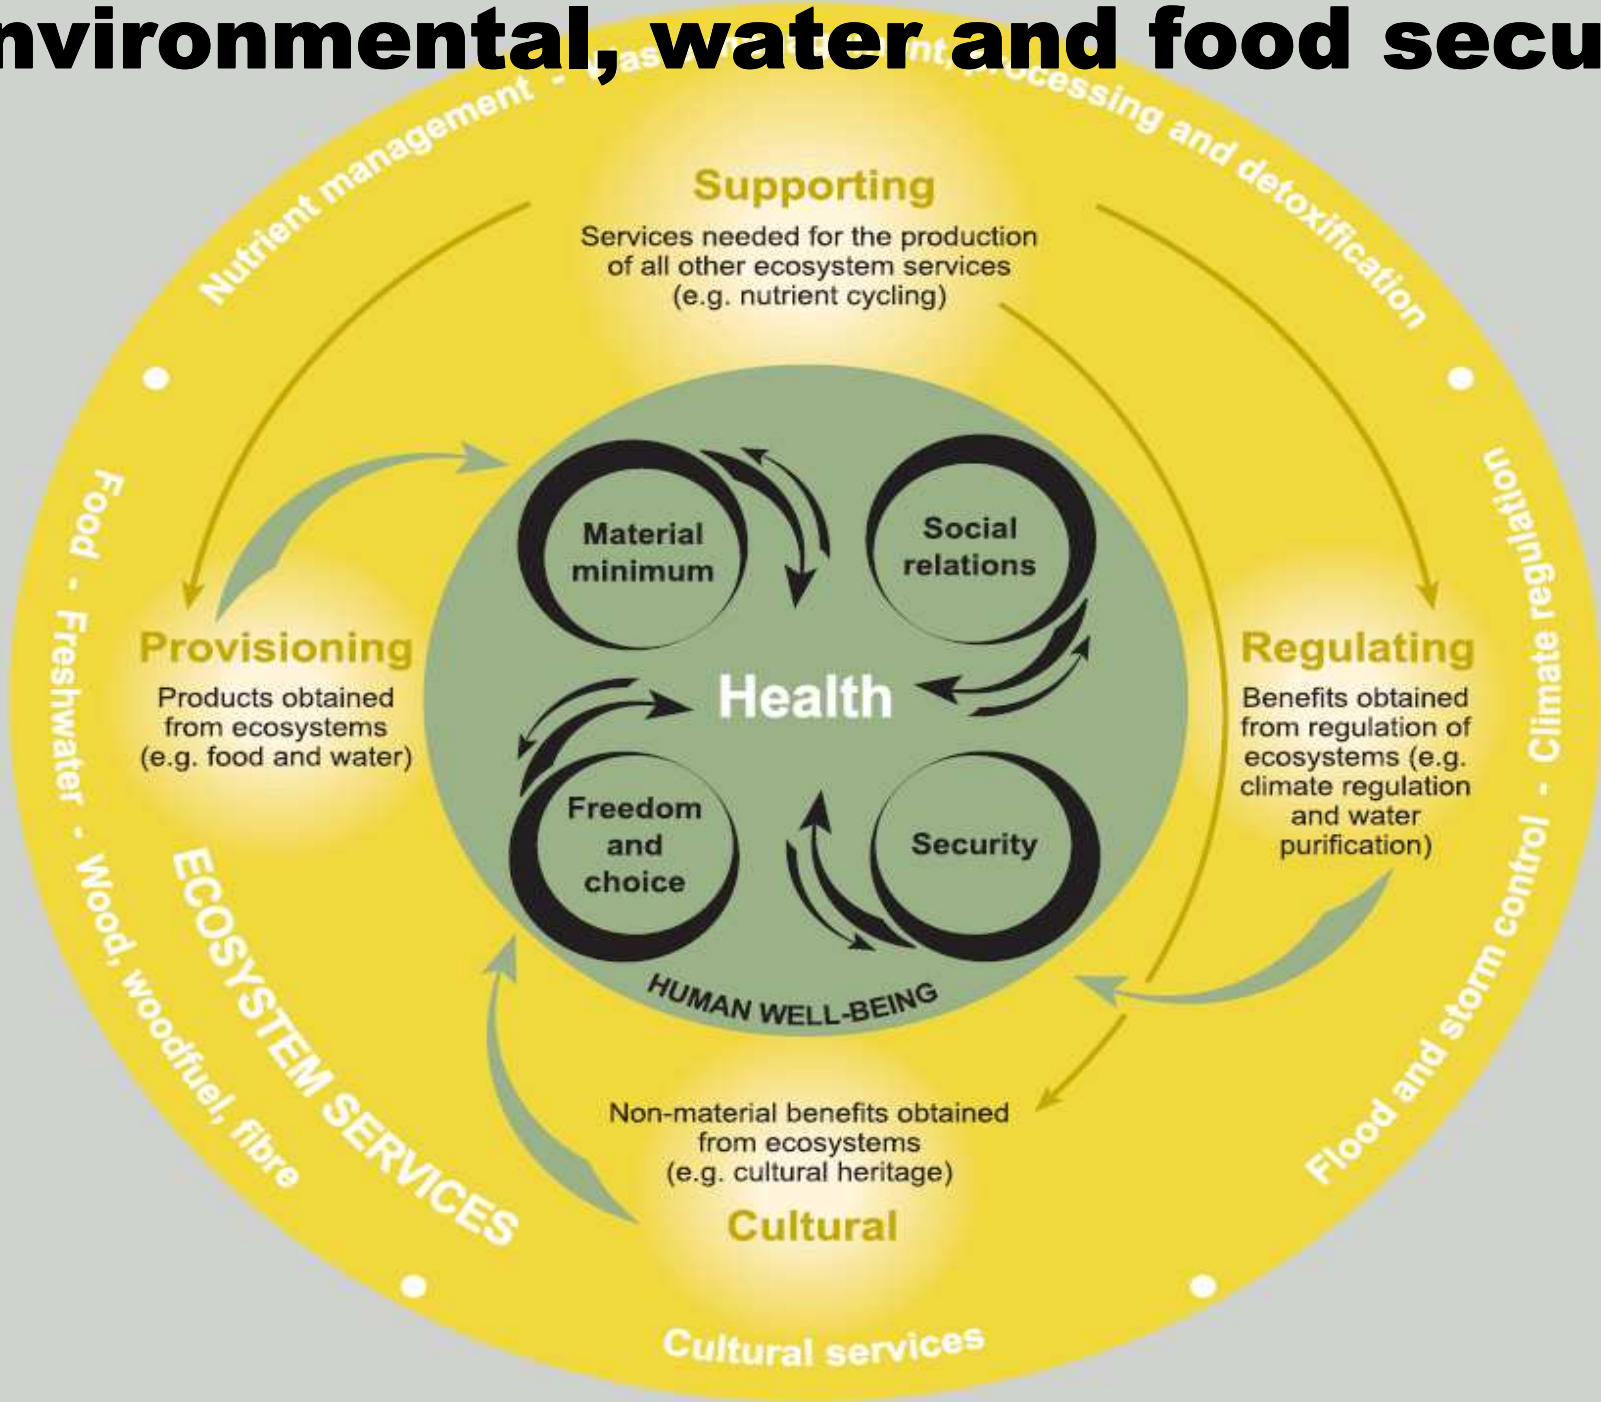 nvironmental, water and food secu
Nutrient management - management, processing and detoxification
Supporting
Services needed for the production
of all other ecosystem services
(e.g. nutrient cycling)
Material
minimum
Social
relations
Health
Freedom
and
choice
Security
HUMAN WELL-BEING
Provisioning
Products obtained
from ecosystems
(e.g. food and water)
Regulating
Benefits obtained
from regulation of
ecosystems (e.g.
climate regulation
and water
purification)
Food - Freshwater - Wood, woodfuel, fibre
ECOSYSTEM SERVICES
Flood and storm control - Climate regulation
Non-material benefits obtained
from ecosystems
(e.g. cultural heritage)
Cultural
Cultural services